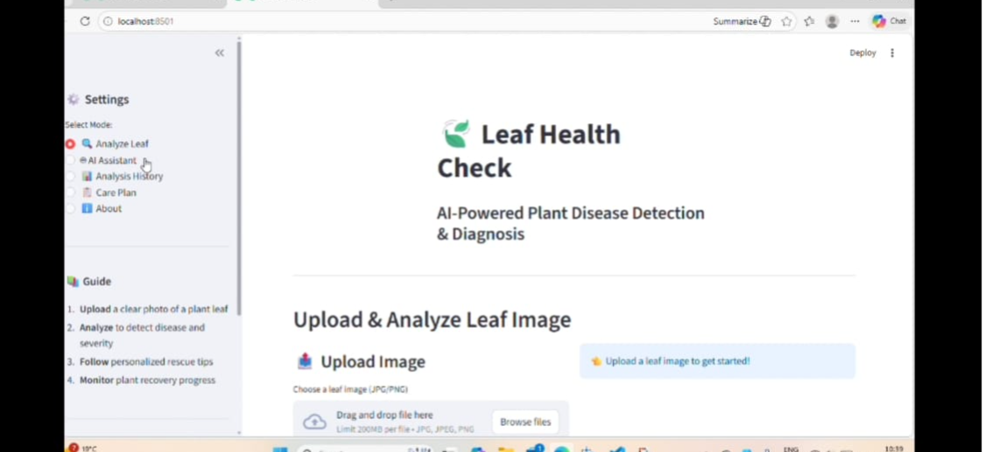 localhost:8501
Summarize
Chat
Deploy
Settings
Select Mode:
Analyze Leaf
AI Assistant
Analysis History
Care Plan
About
Guide
1. Upload a clear photo of a plant leaf
2. Analyze to detect disease and
severity
3. Follow personalized rescue tips
4. Monitor plant recovery progress
Leaf Health
Check
AI-Powered Plant Disease Detection
& Diagnosis
Upload & Analyze Leaf Image
Upload Image
Choose a leaf image (JPG/PNG)
Drag and drop file here
Limit 200MB per file • JPG, JPEG, PNG
Browse files
Upload a leaf image to get started!
19°C
ENG
10:39